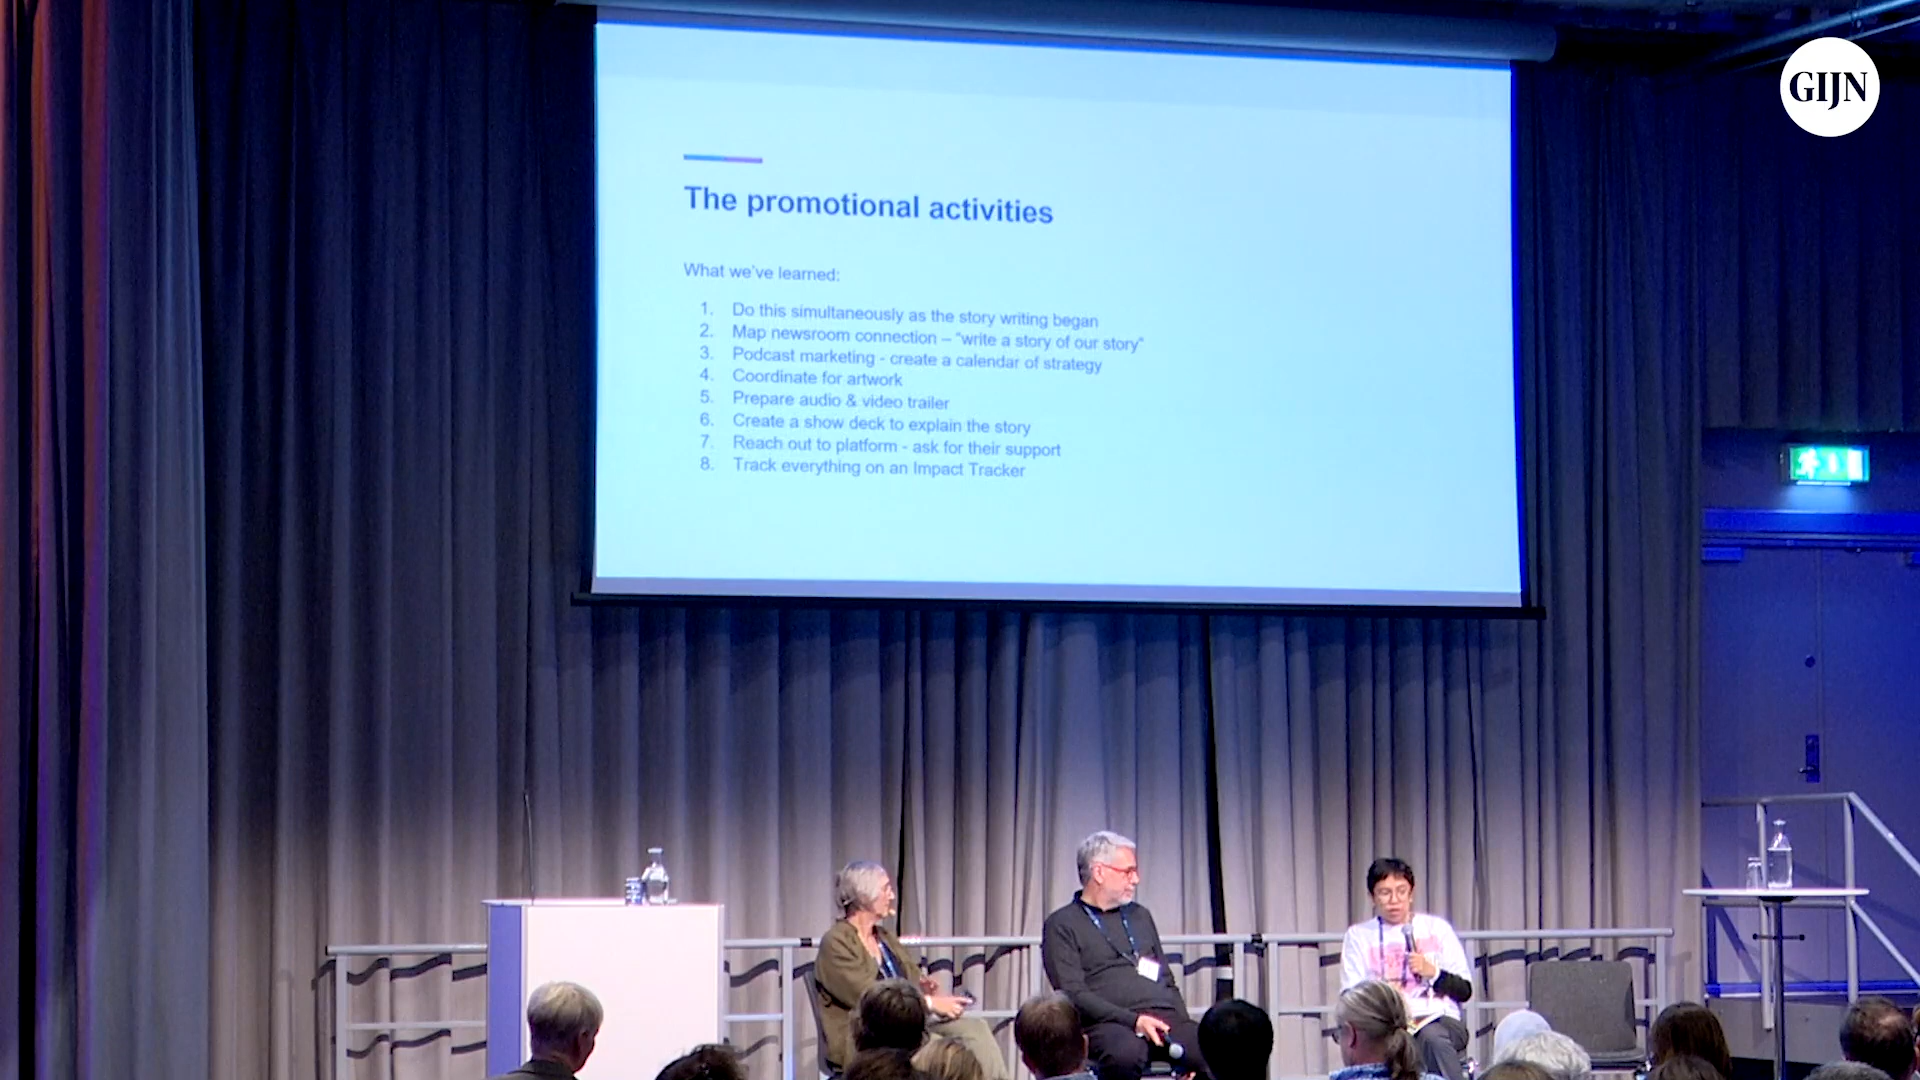 GIJN
The promotional activities
What we've learned:
1. Do this simultaneously as the story writing began
2. Map newsroom connection – "write a story of our story"
3. Podcast marketing - create a calendar of strategy
4. Coordinate for artwork
5. Prepare audio & video trailer
6. Create a show deck to explain the story
7. Reach out to platform - ask for their support
8. Track everything on an Impact Tracker